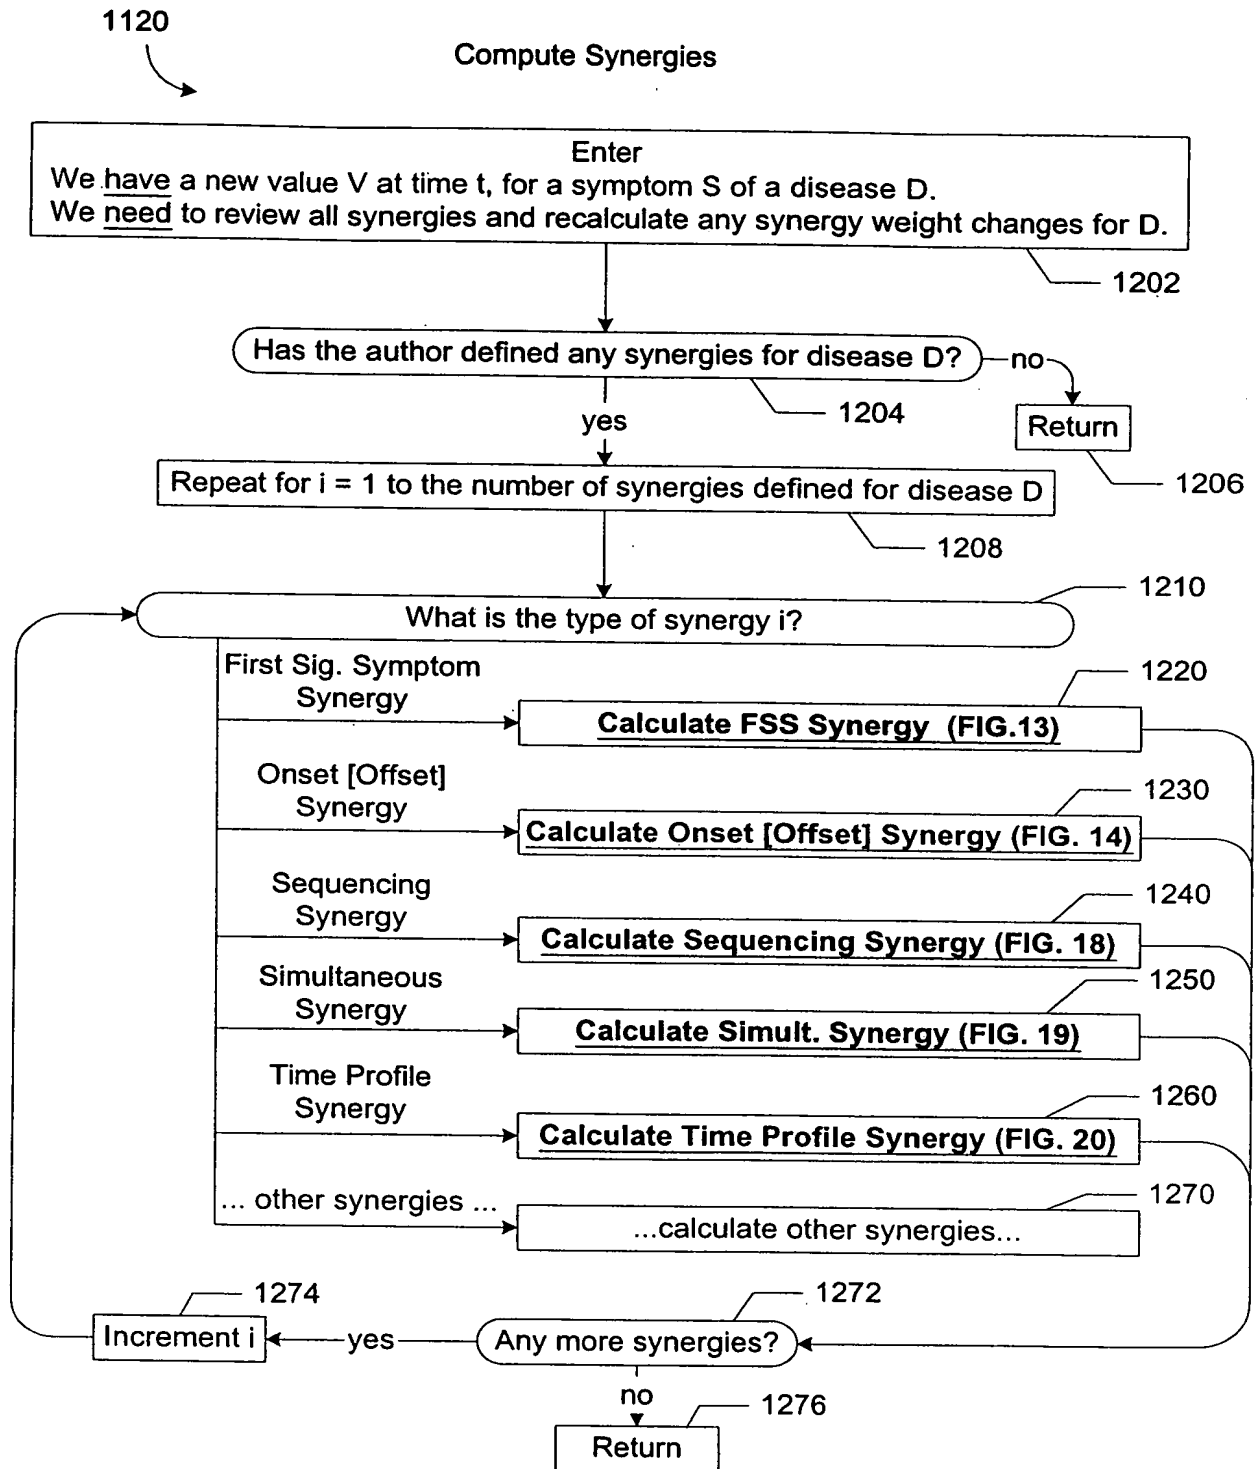 1120
Compute Synergies
Enter
We have a new value V at time t, for a symptom S of a disease D.
We need to review all synergies and recalculate any synergy weight changes for D.
1202
Has the author defined any synergies for disease D?
no
1204
yes
Return
1206
Repeat for i = 1 to the number of synergies defined for disease D
1208
1210
What is the type of synergy i?
First Sig. Symptom
Synergy
1220
Calculate FSS Synergy (FIG.13)
Onset [Offset]
Synergy
1230
Calculate Onset [Offset] Synergy (FIG. 14)
Sequencing
Synergy
1240
Calculate Sequencing Synergy (FIG. 18)
Simultaneous
Synergy
1250
Calculate Simult. Synergy (FIG. 19)
Time Profile
Synergy
1260
Calculate Time Profile Synergy (FIG. 20)
... other synergies ...
1270
...calculate other synergies...
1274
1272
Increment i
yes
Any more synergies?
no
1276
Return